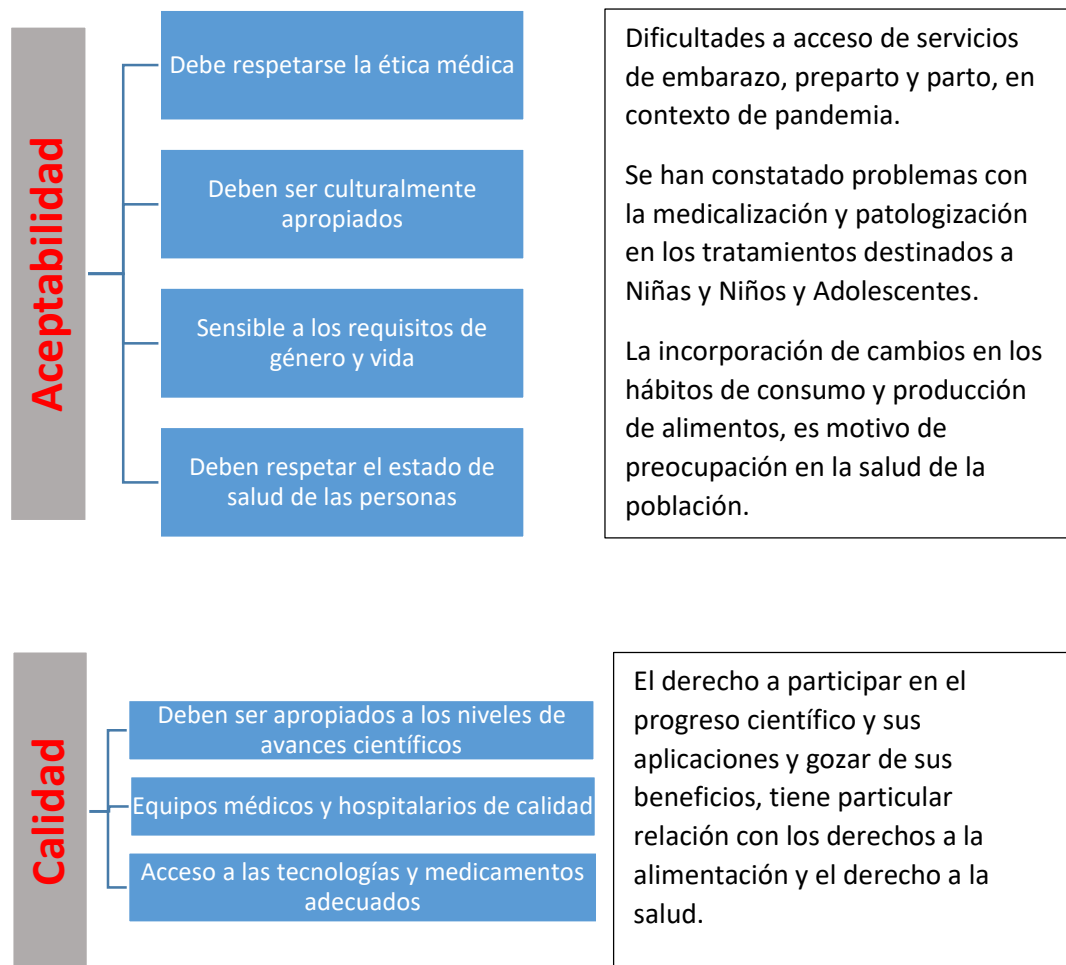 Aceptabilidad
Debe respetarse la ética médica
Deben ser culturalmente
apropiados
Sensible a los requisitos de
género y vida
Deben respetar el estado de
salud de las personas
Dificultades a acceso de servicios
de embarazo, preparto y parto, en
contexto de pandemia.
Se han constatado problemas con
la medicalización y patologización
en los tratamientos destinados a
Niñas y Niños y Adolescentes.
La incorporación de cambios en los
hábitos de consumo y producción
de alimentos, es motivo de
preocupación en la salud de la
población.
Calidad
Deben ser apropiados a los niveles de
avances científicos
Equipos médicos y hospitalarios de calidad
Acceso a las tecnologías y medicamentos
adecuados
El derecho a participar en el
progreso científico y sus
aplicaciones y gozar de sus
beneficios, tiene particular
relación con los derechos a la
alimentación y el derecho a la
salud.